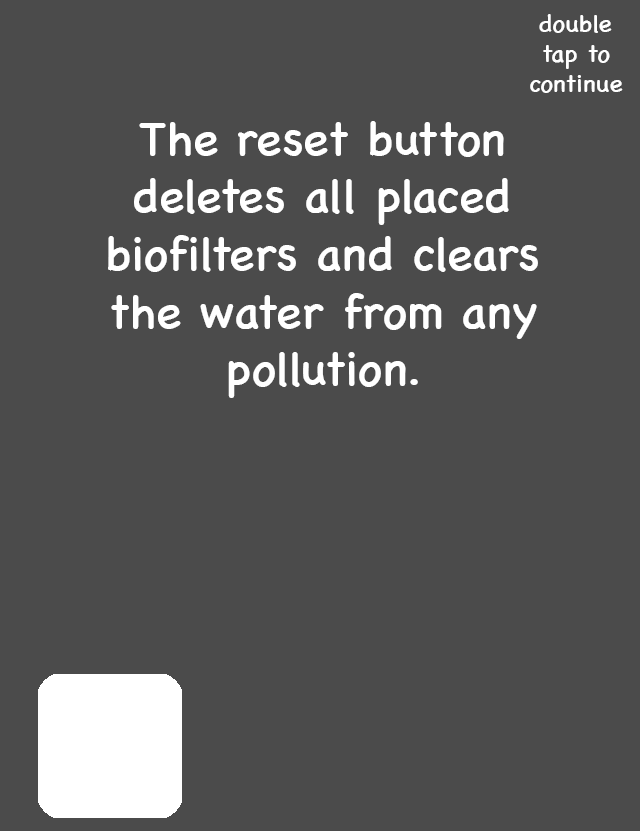 double
tap to
continue
The reset button
deletes all placed
biofilters and clears
the water from any
pollution.